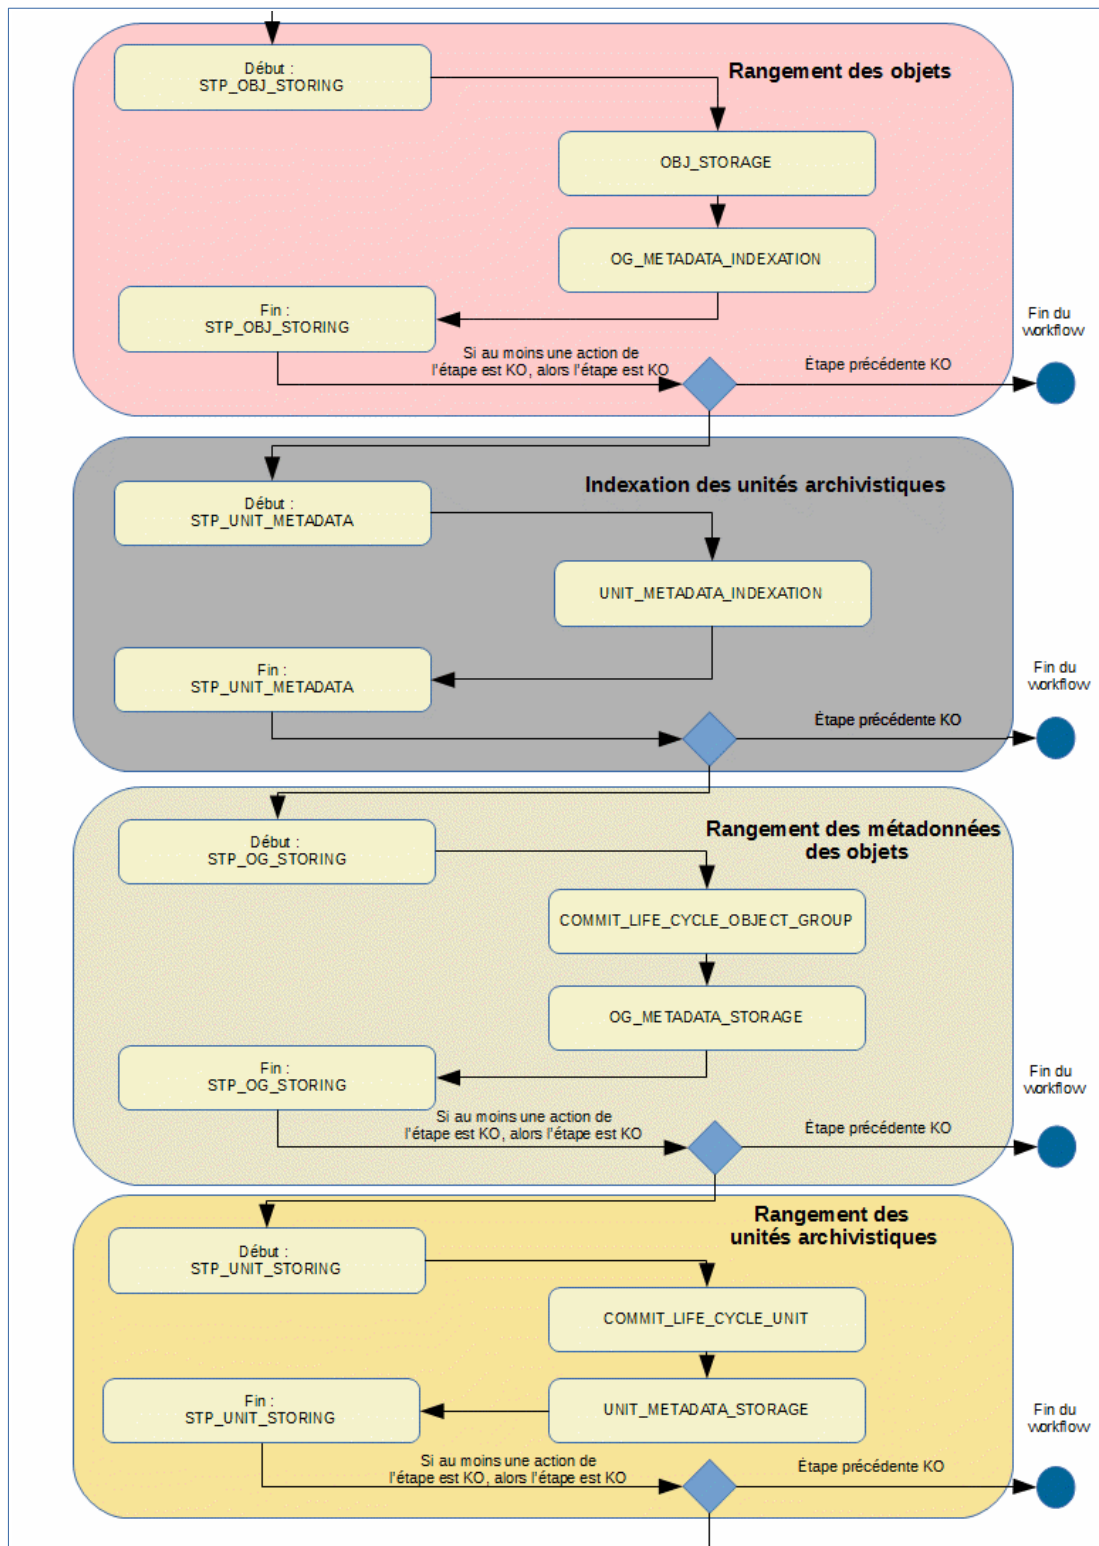 Début :
STP_OBJ_STORING
Rangement des objets
OBJ_STORAGE
OG_METADATA_INDEXATION
Fin :
STP_OBJ_STORING
Si au moins une action de
l'étape est KO, alors l'étape est KO
Étape précédente KO
Fin du
workflow
Indexation des unités archivistiques
Début :
STP_UNIT_METADATA
UNIT_METADATA_INDEXATION
Fin :
STP_UNIT_METADATA
Étape précédente KO
Fin du
workflow
Rangement des métadonnées
des objets
Début :
STP_OG_STORING
COMMIT_LIFE_CYCLE_OBJECT_GROUP
OG_METADATA_STORAGE
Fin :
STP_OG_STORING
Si au moins une action de
l'étape est KO, alors l'étape est KO
Étape précédente KO
Fin du
workflow
Rangement des
unités archivistiques
Début :
STP_UNIT_STORING
COMMIT_LIFE_CYCLE_UNIT
UNIT_METADATA_STORAGE
Fin :
STP_UNIT_STORING
Si au moins une action de
l'étape est KO, alors l'étape est KO
Étape précédente KO
Fin du
workflow